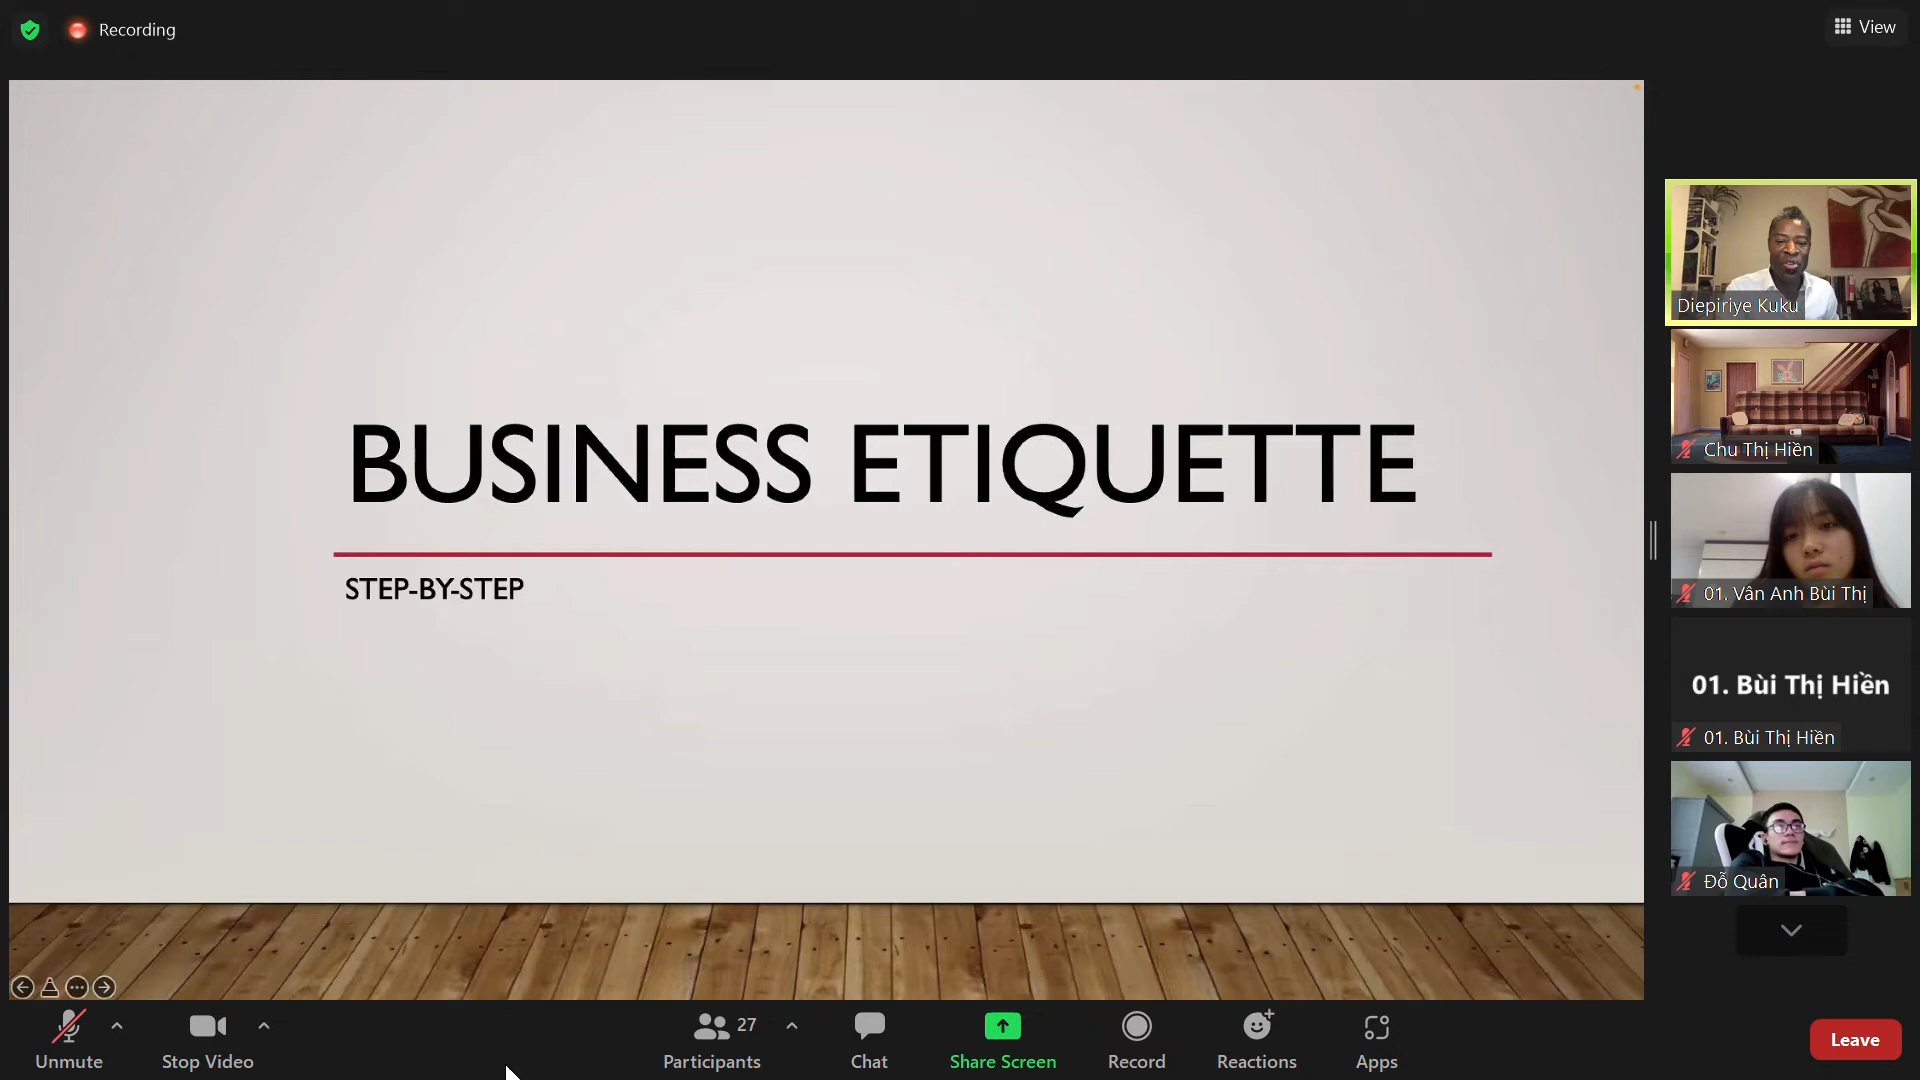 Recording
View
BUSINESS ETIQUETTE
STEP-BY-STEP
Diepiriye Kuku
Chu Thị Hiền
01. Vân Anh Bùi Thị
01. Bùi Thị Hiền
01. Bùi Thị Hiền
Đỗ Quân
Unmute
Stop Video
27
Participants
Chat
Share Screen
Record
Reactions
Apps
Leave